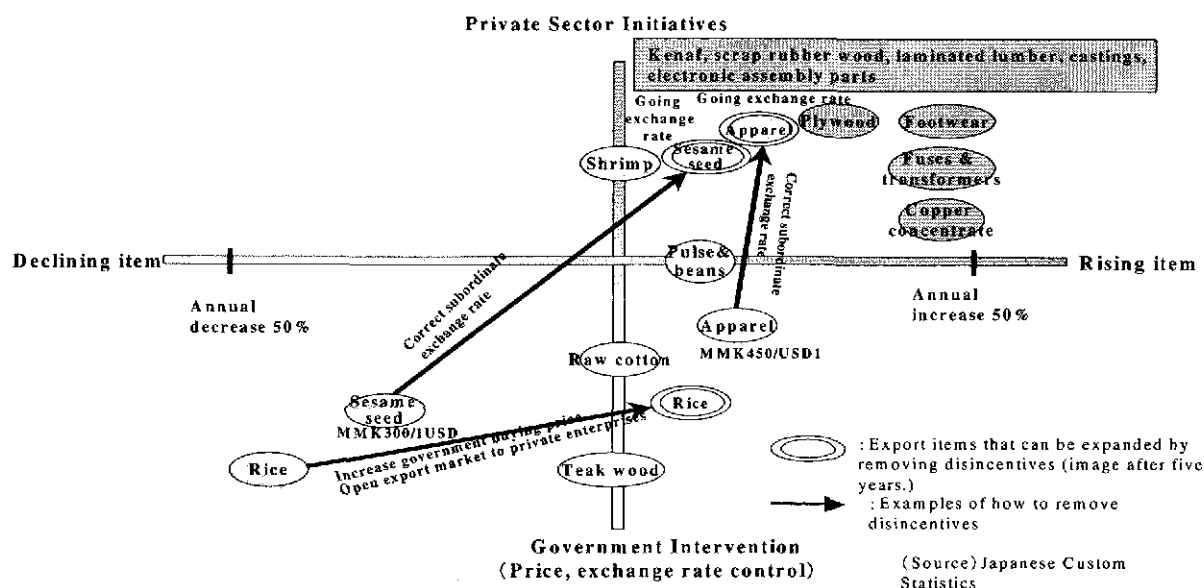 Private Sector Initiatives
Kenaf, scrap rubber wood, laminated lumber, castings,
electronic assembly parts
Going exchange rate
Going
exchange
rate
Apparel
Plywood
Footwear
Shrimp
Sesame
seed
Fuses &
transformers
Correct subordinate
exchange rate
Copper
concentrate
Declining item
Pulse&
beans
Rising item
Annual
decrease 50%
Correct subordinate
exchange rate
Annual
increase 50%
Apparel
MMK450/USD1
Raw cotton
Sesame
seed
MMK300/1USD
Rice
Increase government buying price
Open export market to private enterprises
Rice
Teak wood
: Export items that can be expanded by
removing disincentives (image after five
years.)
: Examples of how to remove
disincentives
Government Intervention
(Price, exchange rate control)
(Source) Japanese Custom
Statistics